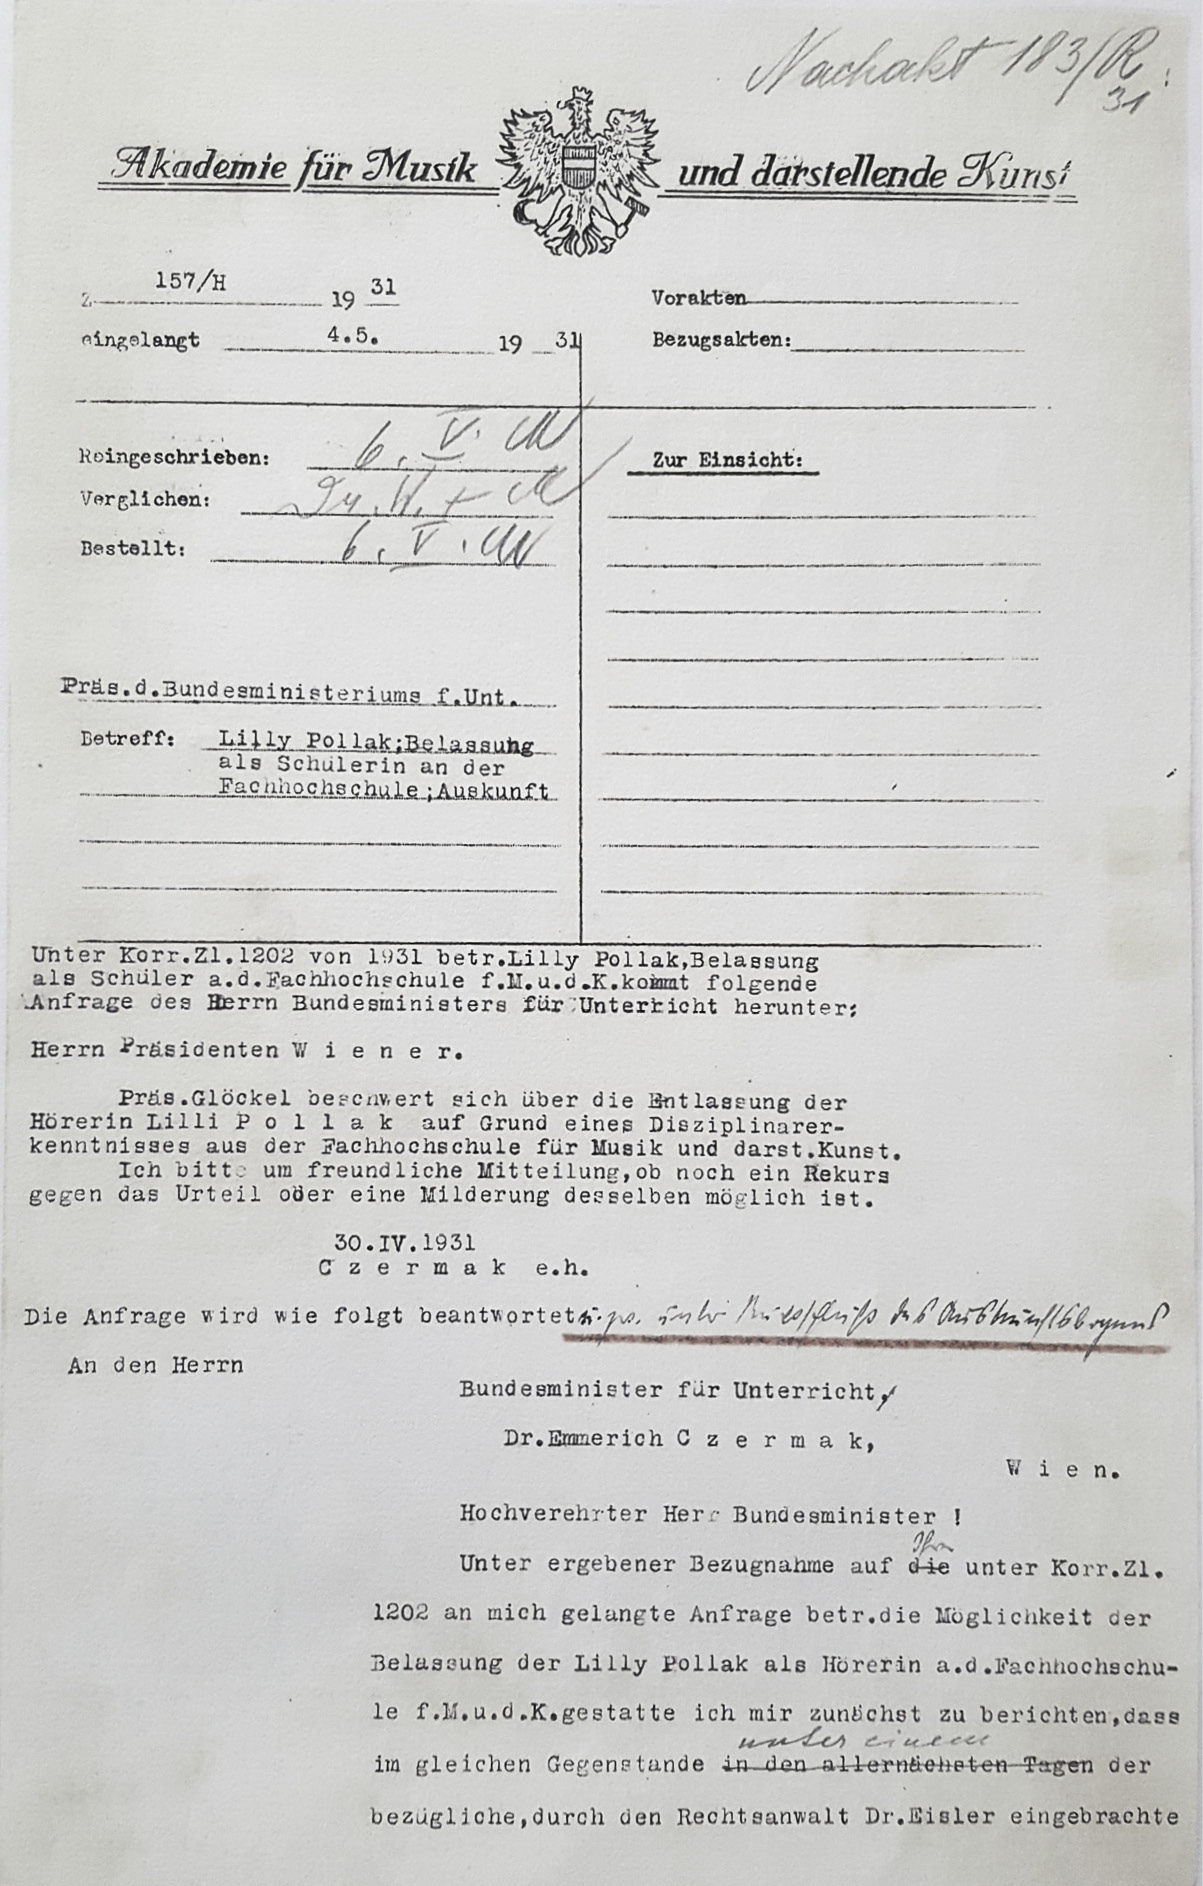 Nachakt 183/R
31
Akademie für Musik und darstellende Kunst
Z. 157/H 19 31
Vorakten
eingelangt 4.5. 19 31
Bezugsakten:
Reingeschrieben: 6. V.
Zur Einsicht:
Verglichen:
Bestellt: 6. V.
Präs.d.Bundesministeriums f.Unt.
Betreff: Lilly Pollak;Belassung
als Schülerin an der
Fachhochschule;Auskunft
Unter Korr.Zl.1202 von 1931 betr.Lilly Pollak,Belassung
als Schüler a.d.Fachhochschule f.M.u.d.K.kommt folgende
Anfrage des Herrn Bundesministers für Unterricht herunter:
Herrn Präsidenten W i e n e r.
Präs.Glöckel beschwert sich über die Entlassung der
Hörerin Lilli P o l l a k auf Grund eines Disziplinarer-
kenntnisses aus der Fachhochschule für Musik und darst.Kunst.
Ich bitte um freundliche Mitteilung,ob noch ein Rekurs
gegen das Urteil oder eine Milderung desselben möglich ist.
30.IV.1931
C z e r m a k e.h.
Die Anfrage wird wie folgt beantwortet u. zw. unter des
An den Herrn
Bundesminister für Unterricht,
Dr.Emmerich C z e r m a k,
W i e n.
Hochverehrter Herr Bundesminister !
Ihre
Unter ergebener Bezugnahme auf die unter Korr.Zl.
1202 an mich gelangte Anfrage betr.die Möglichkeit der
Belassung der Lilly Pollak als Hörerin a.d.Fachhochschu-
le f.M.u.d.K.gestatte ich mir zunächst zu berichten,dass
unter einem
im gleichen Gegenstande in den allernächsten Tagen der
bezügliche,durch den Rechtsanwalt Dr.Eisler eingebrachte